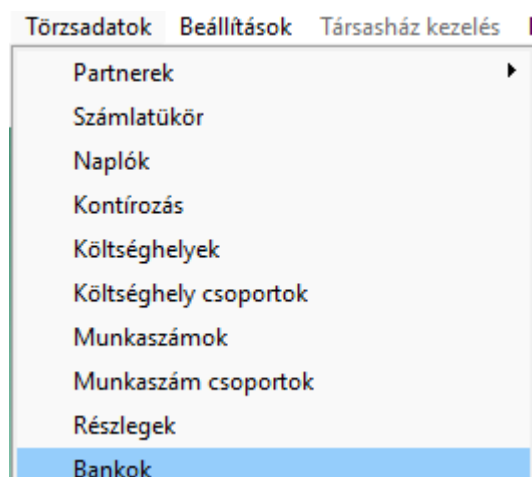 Törzsadatok Beállítások Társasház kezelés
Partnerek
Számlatükör
Naplók
Kontírozás
Költséghelyek
Költséghely csoportok
Munkaszámok
Munkaszám csoportok
Részlegek
Bankok